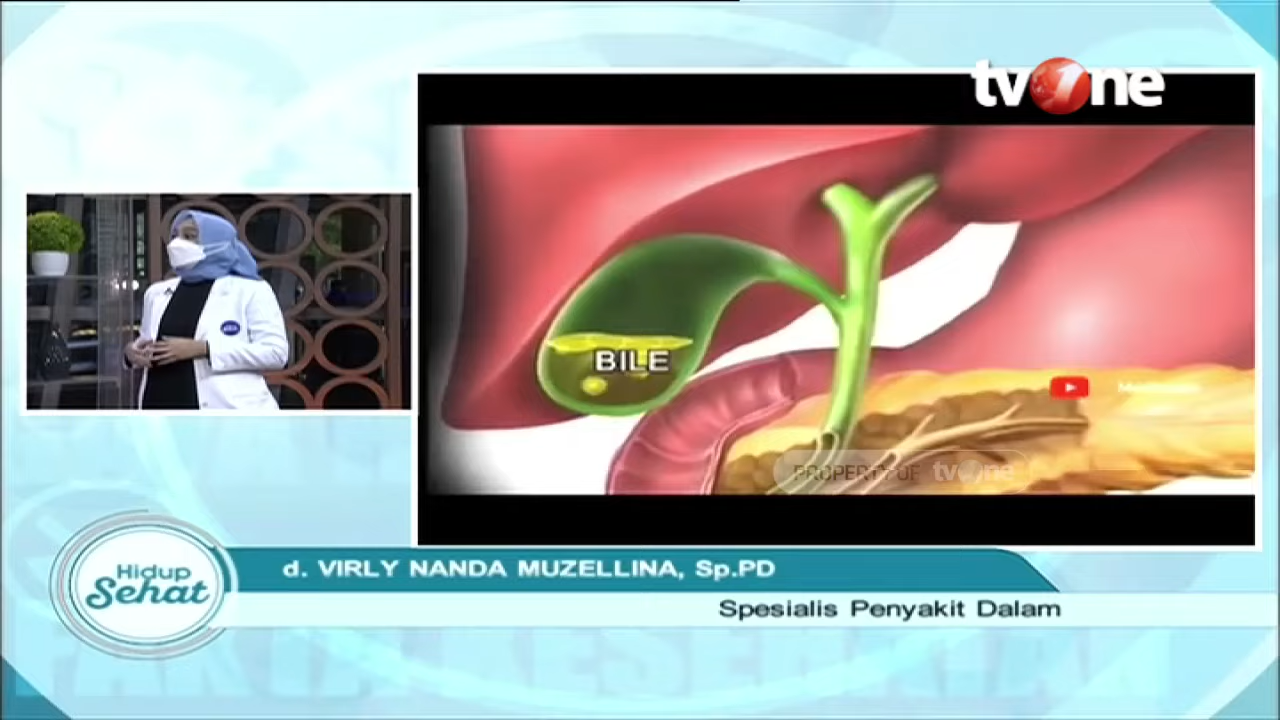 tvOne
BILE
PROPERTY OF tvOne
Hidup
Sehat
d. VIRLY NANDA MUZELLINA, Sp.PD
Spesialis Penyakit Dalam